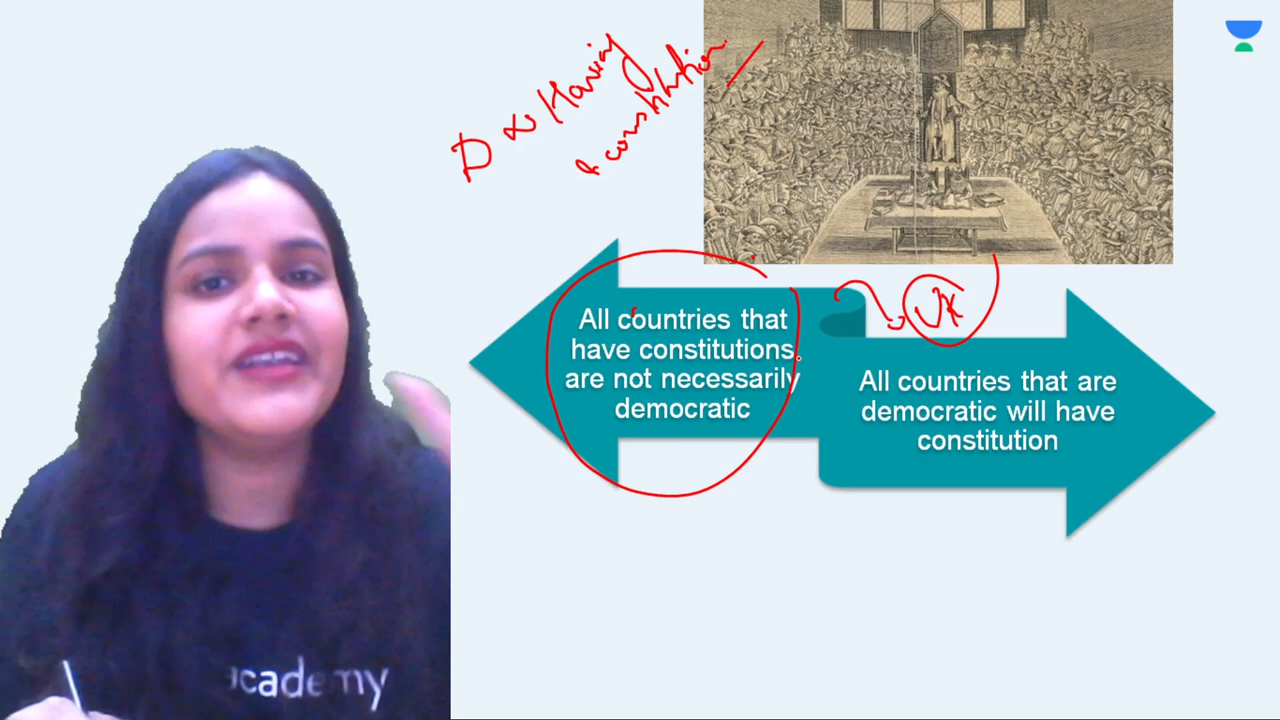 D ∝ Having
a constitution
UK
All countries that
have constitutions
are not necessarily
democratic
All countries that are
democratic will have
constitution
academy